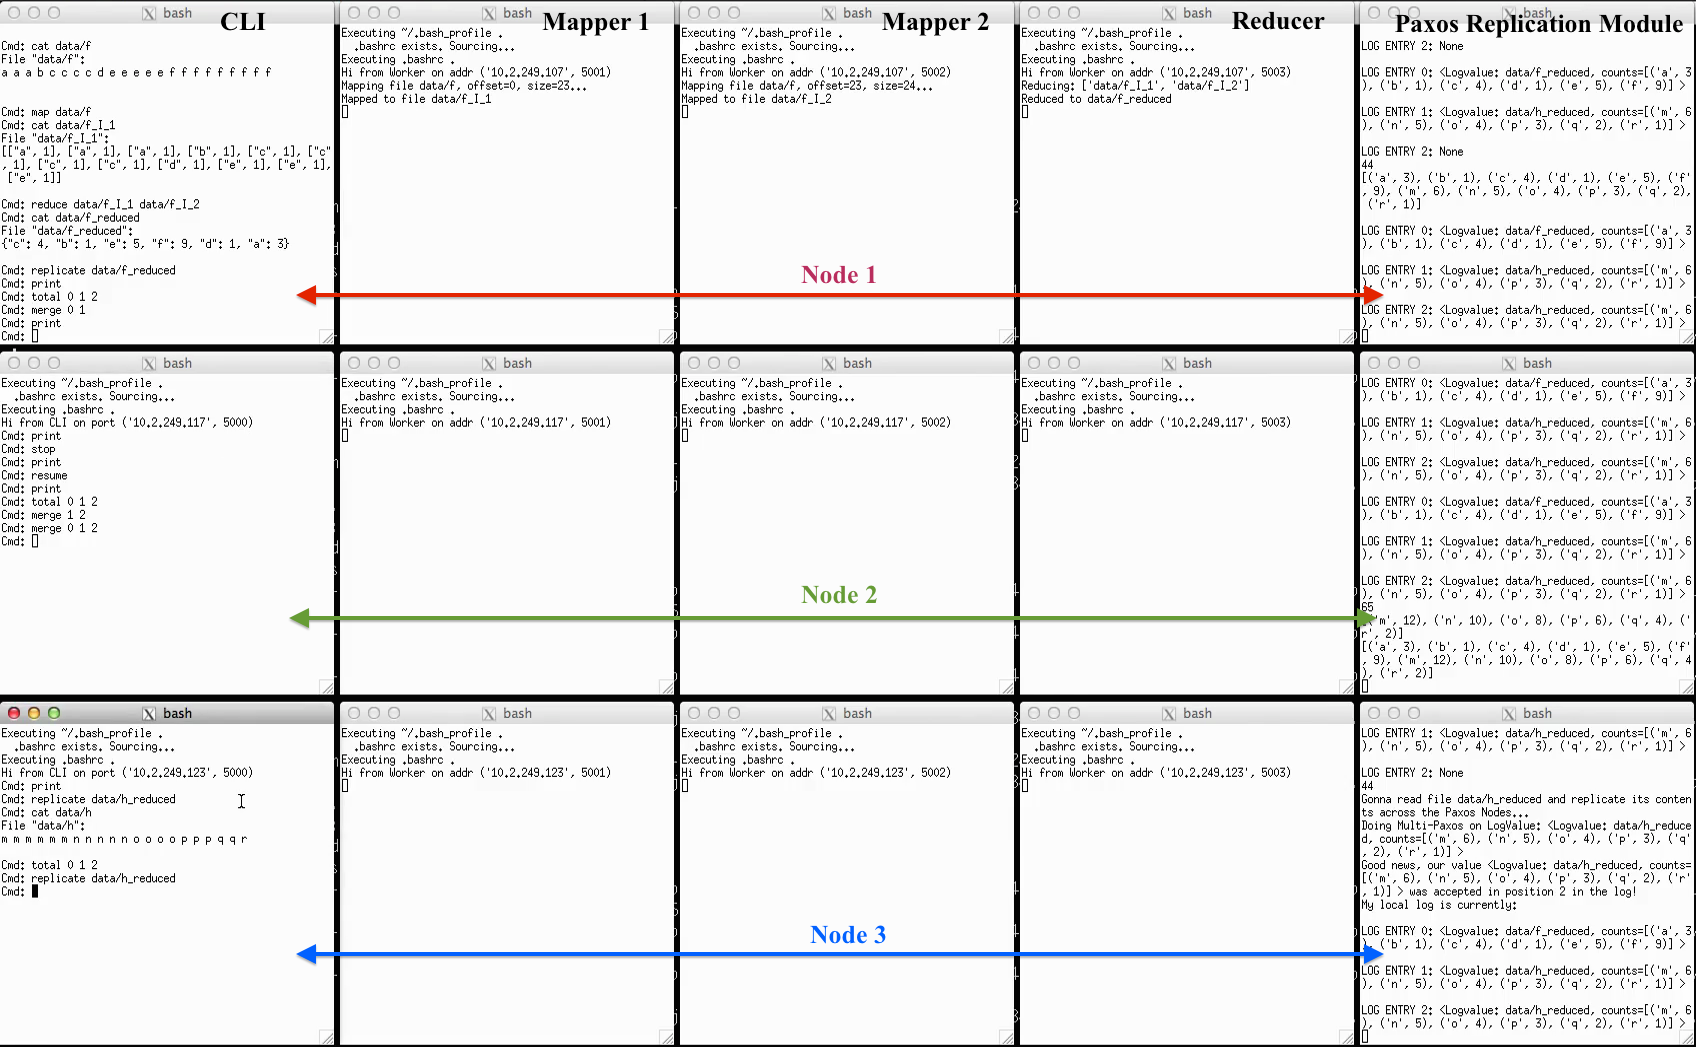 bash
CLI
Cmd: cat data/f
File "data/f":
a a a b c c c c d e e e e e f f f f f f f f f
Cmd: map data/f
Cmd: cat data/f_I_1
File "data/f_I_1":
[["a", 1], ["a", 1], ["a", 1], ["b", 1], ["c", 1], ["c"
, 1], ["c", 1], ["c", 1], ["d", 1], ["e", 1], ["e", 1],
["e", 1]]
Cmd: reduce data/f_I_1 data/f_I_2
Cmd: cat data/f_reduced
File "data/f_reduced":
{"c": 4, "b": 1, "e": 5, "f": 9, "d": 1, "a": 3}
Cmd: replicate data/f_reduced
Cmd: print
Cmd: total 0 1 2
Cmd: merge 0 1
Cmd: print
Cmd:
bash
Mapper 1
Executing ~/.bash_profile .
.bashrc exists. Sourcing...
Executing .bashrc .
Hi from Worker on addr ('10.2.249.107', 5001)
Mapping file data/f, offset=0, size=23...
Mapped to file data/f_I_1
bash
Mapper 2
Executing ~/.bash_profile .
.bashrc exists. Sourcing...
Executing .bashrc .
Hi from Worker on addr ('10.2.249.107', 5002)
Mapping file data/f, offset=23, size=24...
Mapped to file data/f_I_2
bash
Reducer
Executing ~/.bash_profile .
.bashrc exists. Sourcing...
Executing .bashrc .
Hi from Worker on addr ('10.2.249.107', 5003)
Reducing: ['data/f_I_1', 'data/f_I_2']
Reduced to data/f_reduced
bash
Paxos Replication Module
LOG ENTRY 2: None
LOG ENTRY 0: <Logvalue: data/f_reduced, counts=[('a', 3
), ('b', 1), ('c', 4), ('d', 1), ('e', 5), ('f', 9)] >
LOG ENTRY 1: <Logvalue: data/h_reduced, counts=[('m', 6
), ('n', 5), ('o', 4), ('p', 3), ('q', 2), ('r', 1)] >
LOG ENTRY 2: None
44
[('a', 3), ('b', 1), ('c', 4), ('d', 1), ('e', 5), ('f'
, 9), ('m', 6), ('n', 5), ('o', 4), ('p', 3), ('q', 2),
('r', 1)]
LOG ENTRY 0: <Logvalue: data/f_reduced, counts=[('a', 3
), ('b', 1), ('c', 4), ('d', 1), ('e', 5), ('f', 9)] >
LOG ENTRY 1: <Logvalue: data/h_reduced, counts=[('m', 6
), ('n', 5), ('o', 4), ('p', 3), ('q', 2), ('r', 1)] >
LOG ENTRY 2: <Logvalue: data/h_reduced, counts=[('m', 6
), ('n', 5), ('o', 4), ('p', 3), ('q', 2), ('r', 1)] >
Node 1
bash
Executing ~/.bash_profile .
.bashrc exists. Sourcing...
Executing .bashrc .
Hi from CLI on port ('10.2.249.117', 5000)
Cmd: print
Cmd: stop
Cmd: print
Cmd: resume
Cmd: print
Cmd: total 0 1 2
Cmd: merge 1 2
Cmd: merge 0 1 2
Cmd:
bash
Executing ~/.bash_profile .
.bashrc exists. Sourcing...
Executing .bashrc .
Hi from Worker on addr ('10.2.249.117', 5001)
bash
Executing ~/.bash_profile .
.bashrc exists. Sourcing...
Executing .bashrc .
Hi from Worker on addr ('10.2.249.117', 5002)
bash
Executing ~/.bash_profile .
.bashrc exists. Sourcing...
Executing .bashrc .
Hi from Worker on addr ('10.2.249.117', 5003)
bash
LOG ENTRY 0: <Logvalue: data/f_reduced, counts=[('a', 3
), ('b', 1), ('c', 4), ('d', 1), ('e', 5), ('f', 9)] >
LOG ENTRY 1: <Logvalue: data/h_reduced, counts=[('m', 6
), ('n', 5), ('o', 4), ('p', 3), ('q', 2), ('r', 1)] >
LOG ENTRY 2: <Logvalue: data/h_reduced, counts=[('m', 6
), ('n', 5), ('o', 4), ('p', 3), ('q', 2), ('r', 1)] >
LOG ENTRY 0: <Logvalue: data/f_reduced, counts=[('a', 3
), ('b', 1), ('c', 4), ('d', 1), ('e', 5), ('f', 9)] >
LOG ENTRY 1: <Logvalue: data/h_reduced, counts=[('m', 6
), ('n', 5), ('o', 4), ('p', 3), ('q', 2), ('r', 1)] >
LOG ENTRY 2: <Logvalue: data/h_reduced, counts=[('m', 6
), ('n', 5), ('o', 4), ('p', 3), ('q', 2), ('r', 1)] >
65
'm', 12), ('n', 10), ('o', 8), ('p', 6), ('q', 4), ('
r', 2)]
[('a', 3), ('b', 1), ('c', 4), ('d', 1), ('e', 5), ('f'
, 9), ('m', 12), ('n', 10), ('o', 8), ('p', 6), ('q', 4
), ('r', 2)]
Node 2
bash
Executing ~/.bash_profile .
.bashrc exists. Sourcing...
Executing .bashrc .
Hi from CLI on port ('10.2.249.123', 5000)
Cmd: print
Cmd: replicate data/h_reduced
Cmd: cat data/h
File "data/h":
m m m m m m n n n n n o o o o p p p q q r
Cmd: total 0 1 2
Cmd: replicate data/h_reduced
Cmd:
bash
Executing ~/.bash_profile .
.bashrc exists. Sourcing...
Executing .bashrc .
Hi from Worker on addr ('10.2.249.123', 5001)
bash
Executing ~/.bash_profile .
.bashrc exists. Sourcing...
Executing .bashrc .
Hi from Worker on addr ('10.2.249.123', 5002)
bash
Executing ~/.bash_profile .
.bashrc exists. Sourcing...
Executing .bashrc .
Hi from Worker on addr ('10.2.249.123', 5003)
bash
LOG ENTRY 1: <Logvalue: data/h_reduced, counts=[('m', 6
), ('n', 5), ('o', 4), ('p', 3), ('q', 2), ('r', 1)] >
LOG ENTRY 2: None
44
Gonna read file data/h_reduced and replicate its conten
ts across the Paxos Nodes...
Doing Multi-Paxos on LogValue: <Logvalue: data/h_reduce
d, counts=[('m', 6), ('n', 5), ('o', 4), ('p', 3), ('q'
, 2), ('r', 1)] >
Good news, our value <Logvalue: data/h_reduced, counts=
[('m', 6), ('n', 5), ('o', 4), ('p', 3), ('q', 2), ('r'
, 1)] > was accepted in position 2 in the log!
My local log is currently:
LOG ENTRY 0: <Logvalue: data/f_reduced, counts=[('a', 3
), ('b', 1), ('c', 4), ('d', 1), ('e', 5), ('f', 9)] >
LOG ENTRY 1: <Logvalue: data/h_reduced, counts=[('m', 6
), ('n', 5), ('o', 4), ('p', 3), ('q', 2), ('r', 1)] >
LOG ENTRY 2: <Logvalue: data/h_reduced, counts=[('m', 6
), ('n', 5), ('o', 4), ('p', 3), ('q', 2), ('r', 1)] >
Node 3